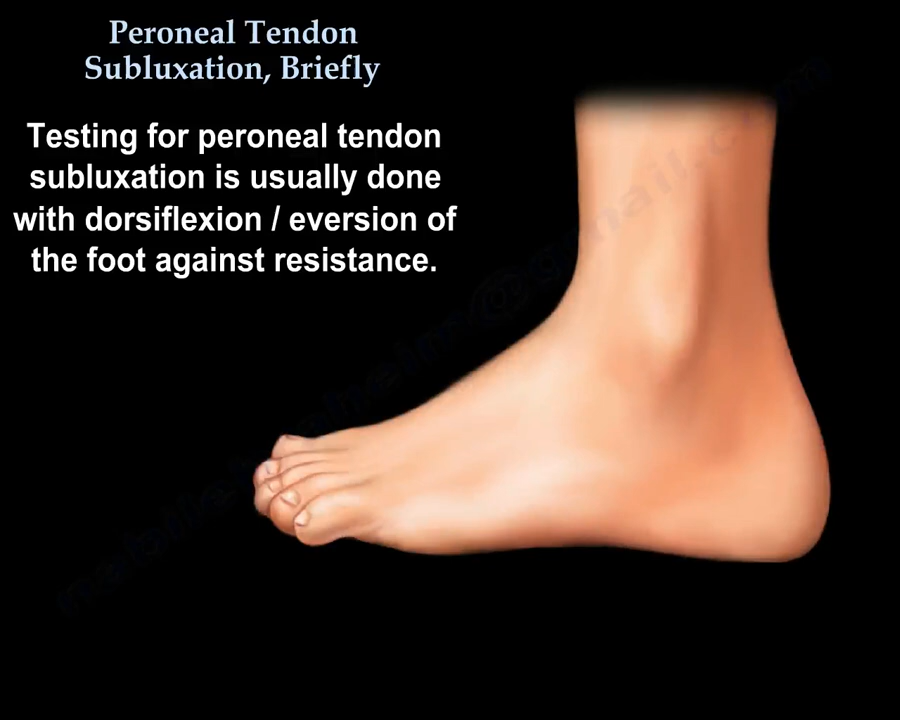 Peroneal Tendon
Subluxation, Briefly
Testing for peroneal tendon
subluxation is usually done
with dorsiflexion / eversion of
the foot against resistance.